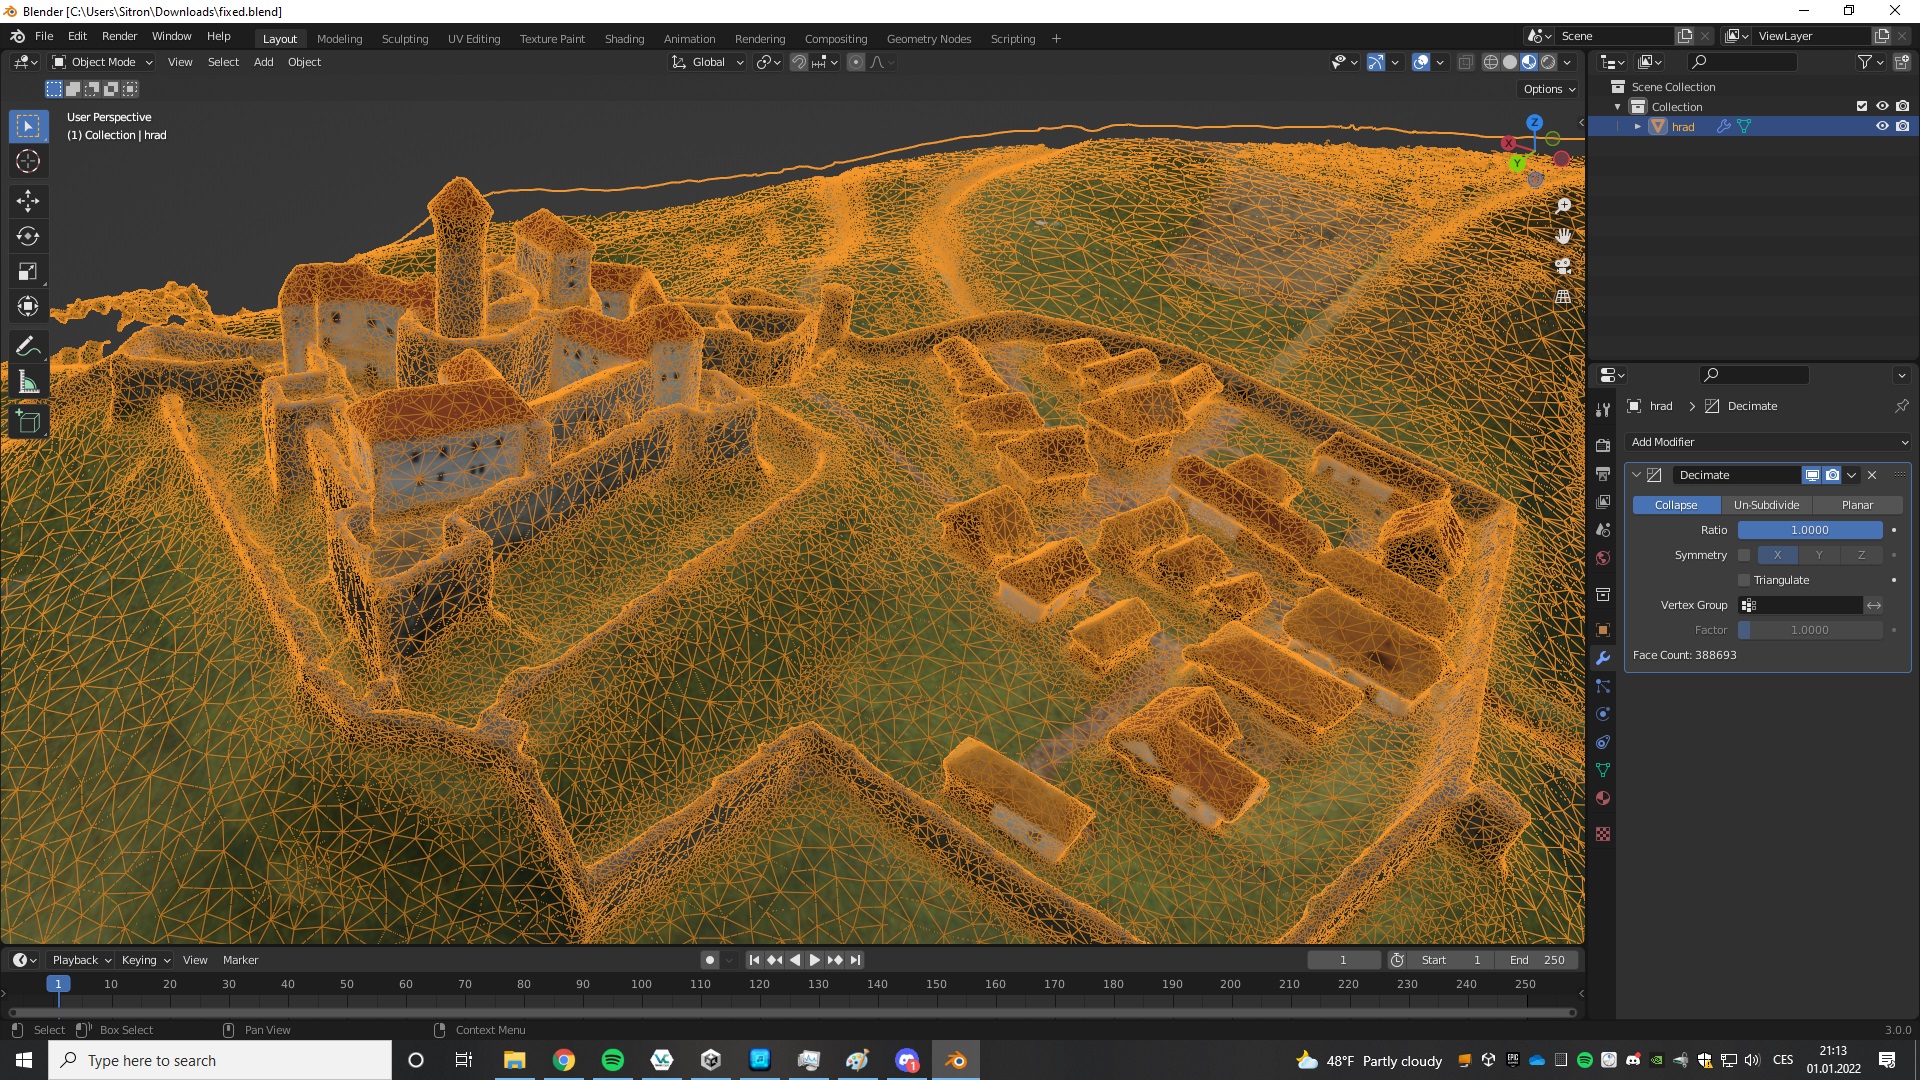 Blender [C:\Users\Sitron\Downloads\fixed.blend]
File Edit Render Window Help Layout Modeling Sculpting UV Editing Texture Paint Shading Animation Rendering Compositing Geometry Nodes Scripting + Scene ViewLayer
Object Mode View Select Add Object Global
Options
User Perspective
(1) Collection | hrad
Z
X
Y
Scene Collection
Collection
hrad
hrad > Decimate
Add Modifier
Decimate
Collapse Un-Subdivide Planar
Ratio 1.0000
Symmetry X Y Z
Triangulate
Vertex Group
Factor 1.0000
Face Count: 388693
Playback Keying View Marker 1 Start 1 End 250
1 10 20 30 40 50 60 70 80 90 100 110 120 130 140 150 160 170 180 190 200 210 220 230 240 250
Select Box Select Pan View Context Menu 3.0.0
Type here to search
1
48°F Partly cloudy
CES
21:13
01.01.2022